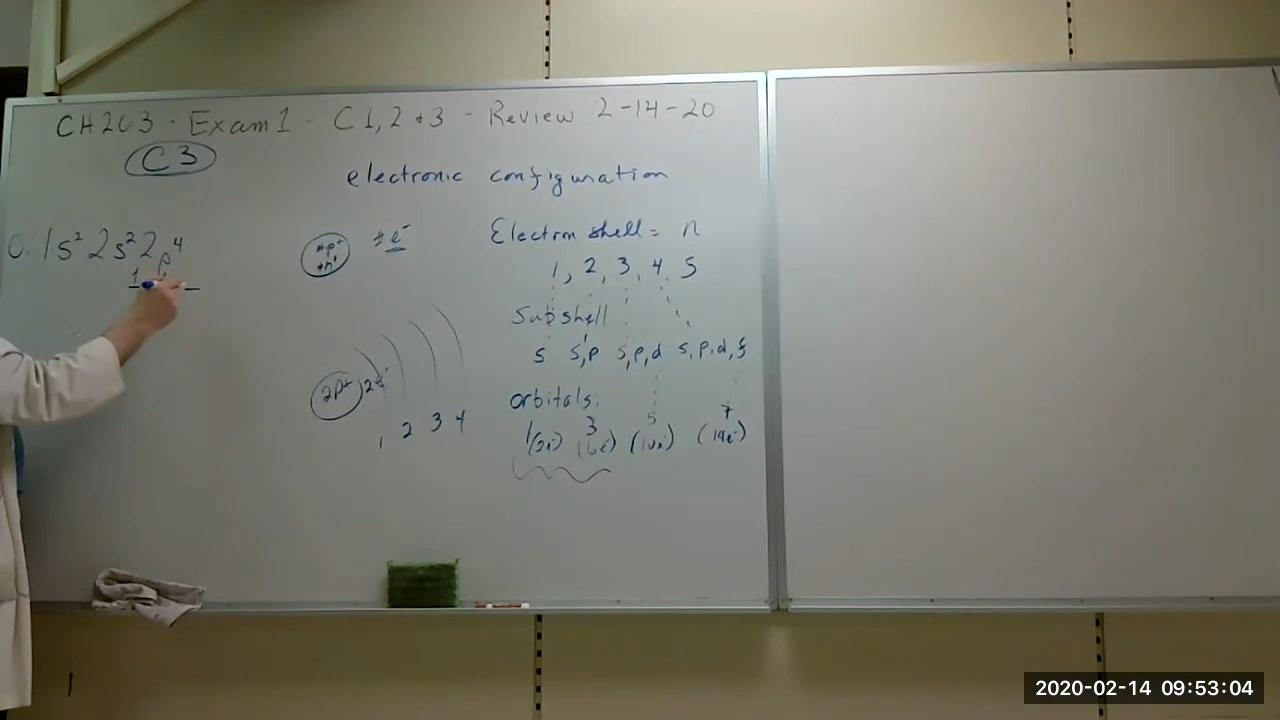 CH203 - Exam 1 - C1, 2 + 3 - Review 2-14-20
C3
electronic configuration
O: 1s² 2s² 2p⁴
1
#p⁺
#n°
# e⁻
Electron shell = n
1, 2, 3, 4, 5
Subshell
s s,p s,p,d s,p,d,f
orbitals:
1 3 5 7
(2e⁻) (6e⁻) (10e⁻) (14e⁻)
2p⁺
1 2 3 4
2020-02-14 09:53:04